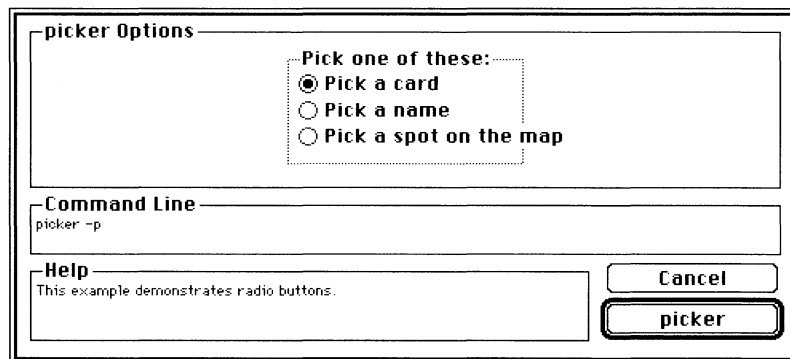 picker Options
Pick one of these:
Pick a card
Pick a name
Pick a spot on the map
Command Line
picker -p
Help
This example demonstrates radio buttons.
Cancel
picker